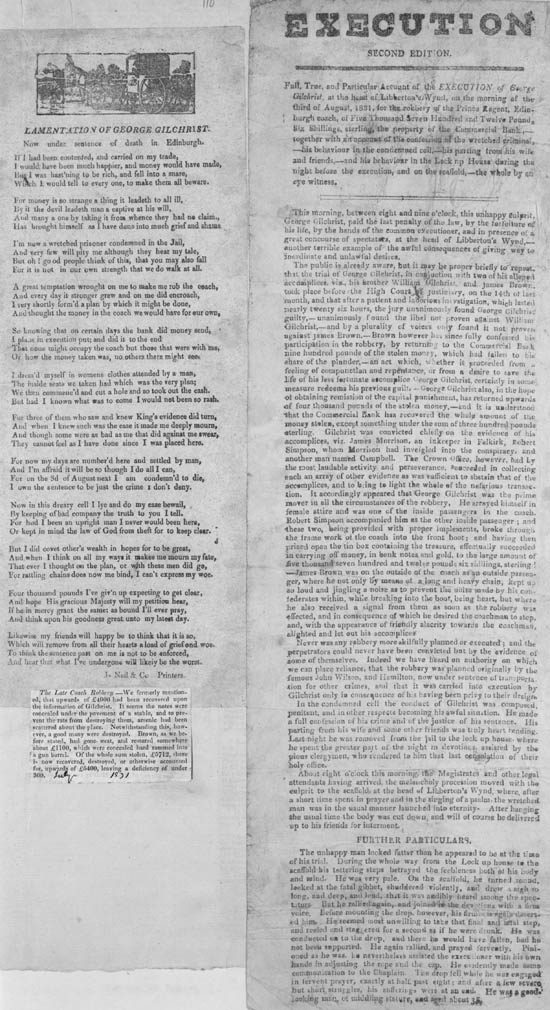 110
LAMENTATION OF GEORGE GILCHRIST.
Now under sentence of death in Edinburgh.
If I had been contented, and carried on my trade,
I would have been much happier, and money would have made,
But I was hast'ning to be rich, and fell into a snare,
Which I would tell to every one, to make them all beware.
For money is so strange a thing it leadeth to all ill,
By it the devil leadeth man a captive at his will,
And many a one by taking it from whence they had no claim,
Has brought himself as I have done into much grief and shame
I'm now a wretched prisoner condemned in the Jail,
And very few will pity me although they hear my tale,
But oh! go od people think of this, that you may also fall
For it is not in our own strength that we do walk at all.
A great temptation wrought on me to make me rob the coach,
And every day it stronger grew and on me did encroach,
I very shortly form'd a plan by which it might be done,
And thought the money in the coach we would have for our own,
So knowing that on certain days the bank did money send,
I plans in execution put; and did it to the end
That none might occupy the coach but those that were with me,
Or how the money taken was, no others there might see.
I dress'd myself in womens clothes attended by a man,
The inside seats we taken had which was the very plan;
We then commenc'd and cut a hole and so took out the cash.
But had I known what was to come I would not been so rash.
For three of them who saw and knew King's evidence did turn,
And when I knew such was the case it made me deeply mourn,
And though some were as bad as me that did against me swear,
They cannot feel as I have done since I was placed here.
For now my days are number'd here and settled by man,
And I'm affraid it will be so though I do all I can,
For on the 3d of August next I am condemn'd to die,
I own the sentence to be just the crime I don't deny.
Now in this dreary cell I lye and do my case bewail,
By keeping of bad company the truth to you I tell.
For had I been an upright man I never would been here,
Or kept in mind the law of God from theft for to keep clear.
But I did covet other's wealth in hopes for to be great,
And when I think on all my ways it makes me mourn my fate,
That ever I thought on the plan, or with these men did go,
For rattling chains does now me bind, I can't express my woe.
Four thousand pounds I've giv'n up expecting to get clear,
And hope His gracious Majesty will my petition hear,
If he in mercy grant the same: as bound I'll ever pray,
And think upon his goodness great unto my latest day.
Likewise my friends will happy be to think that it is so,
Which will remove from all their hearts a load of grief and woe.
To think the sentence past on me is not to be enforced,
And hear that what I've undergone will likely be the worst.
J. Neil & Co. Printers.
The Late Coach Robbery.—We formerly mentioned,
that upwards of £4000 had been recovered upon
the information of Gilchrist. It seems the notes were
concealed under the pavement of a stable, and to prevent
the rats from destroying them, arsenic had been
scattered about the place. Notwithstanding this, however,
a good many were destroyed. Brown, as we before
stated, had gone west, and returned somewhere
about £1100, which were concealed hard rammed into
a gun barrel. Of the whole sum stolen, £5712, there
is now recovered, destroyed, or otherwise accounted
for, upwards of £5400, leaving a deficiency of under
300. July 1831
EXECUTION
SECOND EDITION.
Full, True, and Particular Account of the EXECUTION of George
Gilchrist, at the head of Libberton's Wynd, on the morning of the
third of August, 1831, for the robbery of the Prince Regent, Edinburgh
coach, of Five Thousand Seven Hundred and Twelve Pounds,
Six Shillings, sterling, the property of the Commercial Bank,—
together with an account of the confession of the wretched criminal,
—his behaviour in the condemned cell,—his parting from his wife
and friends,—and his behaviour in the Lock up House during the
night before the execution, and on the scaffold,—the whole by an
eye witness.
This morning, between eight and nine o'clock, this unhappy culprit,
George Gilchrist, paid the last penalty of the law, by the forfeiture of
his life, by the hands of the common executioner, and in presence of a
great concourse of spectators, at the head of Libberton's Wynd,—
another terrible example of the awful consequences of giving way to
inordinate and unlawful desires.
The public is already aware, but it may be proper briefly to repeat,
that the trial of George Gilchrist, in conjunction with two of his alleged
accomplices, viz. his brother William Gilchrist, and James Brown,
took place before the High Court of Justiciary, on the 14th of last
month, and that after a patient and laborious investigation, which lasted
nearly twenty six hours, the jury unanimously found George Gilchrist
guilty,—unanimously found the libel not proven against William
Gilchrist,—and by a plurality of voices only found it not proven
against James Brown,—Brown however has since fully confessed his
participation in the robbery, by returning to the Commercial Bank
nine hundred pounds of the stolen money, which had fallen to his
share of the plunder,—an act which, whether it proceeded from a
feeling of compunction and repentance, or from a desire to save the
life of his less fortunate accomplice George Gilchrist, certainly in some
measure redeems his previous guilt.—George Gilchrist also, in the hope
of obtaining remission of the capital punishment, has returned upwards
of four thousand pounds of the stolen money,—and it is understood
that the Commercial Bank has recovered the whole amount of the
money stolen, except something under the sum of three hundred pounds
sterling. Gilchrist was convicted chiefly on the evidence of his
accomplices, viz. James Morrison, an inkeeper in Falkirk, Robert
Simpson, whom Morrison had inveigled into the conspiracy, and
another man named Campbell. The Crown Office, however, had by
the most laudable activity and perseverance, succeeded in collecting
such an array of other evidence as was sufficient to sustain that of the
accomplices, and to bring to light the whole of the nefarious transaction.
It accordingly appeared that George Gilchrist was the prime
mover in all the circumstances of the robbery, He arrayed himself in
female attire and was one of the inside passengers in the coach.
Robert Simpson accompanied him as the other inside passenger; and
these two, being provided with proper implements, broke through
the frame work of the coach into the front boot; and having then
prized open the tin box containing the treasure, effectually succeeded
in carrying off money, in bank notes and gold, to the large amount of
five thousand seven hundred and twelve pounds, six shillings, sterling!
—James Brown was on the outside of the coach as an outside passenger,
where he not only by means of a long and heavy chain, kept up
so loud and jingling a noise as to prevent the noise made by his confederates
within, while breaking into the boot, being heart, but where
he also received a signal from them as soon as the robbery was
effected, and in consequence of which he desired the coachman to stop,
and, with the appearance of friendly alacrity towards the coachman,
alighted and let out his accomplices
Never was any robbery more skilfully planned or executed; and the
perpetrators could never have been convicted but by the evidence of
some of themselves. Indeed we have heard on authority on which
we can place reliance, that the robbery was planned originally by the
famous John Wilson, and Hamilton, now under sentence of transportation
for other crimes, and that it was carried into execution by
Gilchrist only in consequence of his having been privy to their design.
In the condemned cell the conduct of Gilchrist was composed,
penitent, and in other respects becoming his awful situation. He made
a full confession of his crime and of the justice of his sentence. His
parting from his wife and some other friends was truly heart rending.
Last night he was removed from the jail to the lock up house where
he spent the greater part of the night in devotions, assisted by the
pious clergymen, who rendered to him that last consolation of their
holy office.
About eight o'clock this morning, the Magistrates and other legal
attendants having arrived, the melancholy procession moved with the
culprit to the scaffold, at the head of Libberton's Wynd, where, after
a short time spent in prayer and in the singing of a psalm, the wretched
man was in the usual manner launched into eternity. After hanging
the usual time the body was cut down, and will of course be delivered
up to his friends for interment.
FURTHER PARTICULARS.
The unhappy man looked fatter than he appeared to be at the time
of his trial. During the whole way from the Lock up house to the
scaffold his tottering steps betrayed the feebleness both of his body
and mind. He was very pale. On the scaffold, he turned round,
looked at the fatal gibbet, shuddered violently, and drew a sigh so
long, and deep, and loud, that it was audibly heard among the spectators.
But he rallied again, and joined in the devotions with a firm
voice. Before mounting the drop, however, his firmness again deserted
him. He seemed most unwilling to take that final and fatal step,
and reeled and staggered for a second as if he were drunk. He was
conducted on to the drop, and there he would have fallen, had he
not been supported. He again rallied, and prayed fervently. Pinioned
as he was, he nevertheless assisted the executioner with his own
hands in adjusting the rope and the cap. He evidently made some
communication to the Chaplain. The drop fell while he was engaged
in fervent prayer, exactly at half past eight; and after a few severe
but short struggles, his sufferings were at an end. He was a good-
looking man, of middling stature, and aged about 35.